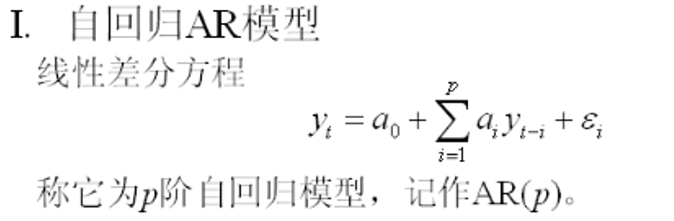 I. 自回归AR模型
线性差分方程
y_t = a_0 + \sum_{i=1}^{p} a_i y_{t-i} + ε_i
称它为p阶自回归模型，记作AR(p)。